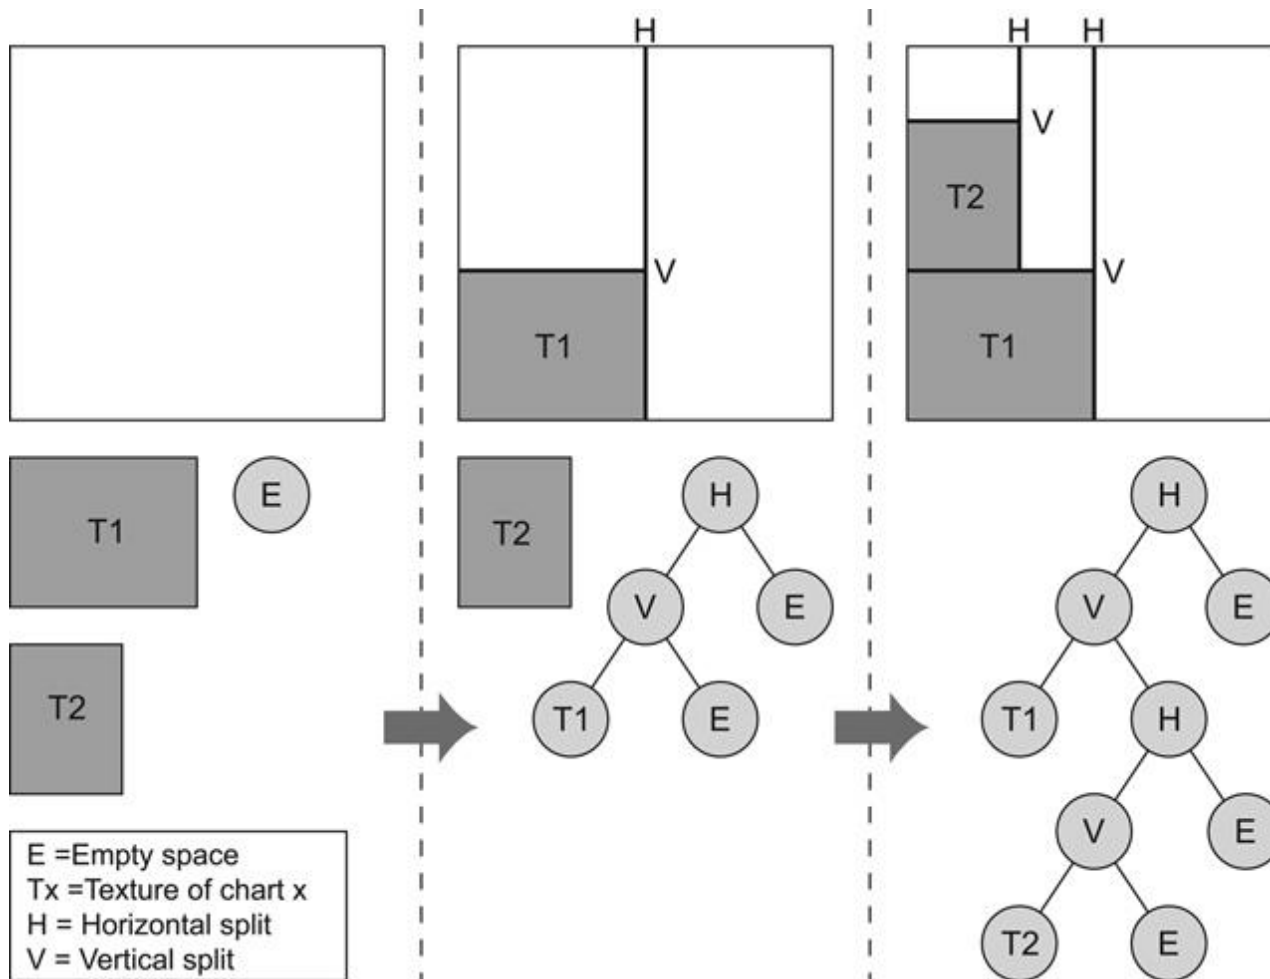 H
H H
V
T2
V
V
T1
T1
E
T1
T2
H
H
T2
V
E
V
E
T1
E
T1
H
V
E
T2
E
E =Empty space
Tx =Texture of chart x
H = Horizontal split
V = Vertical split